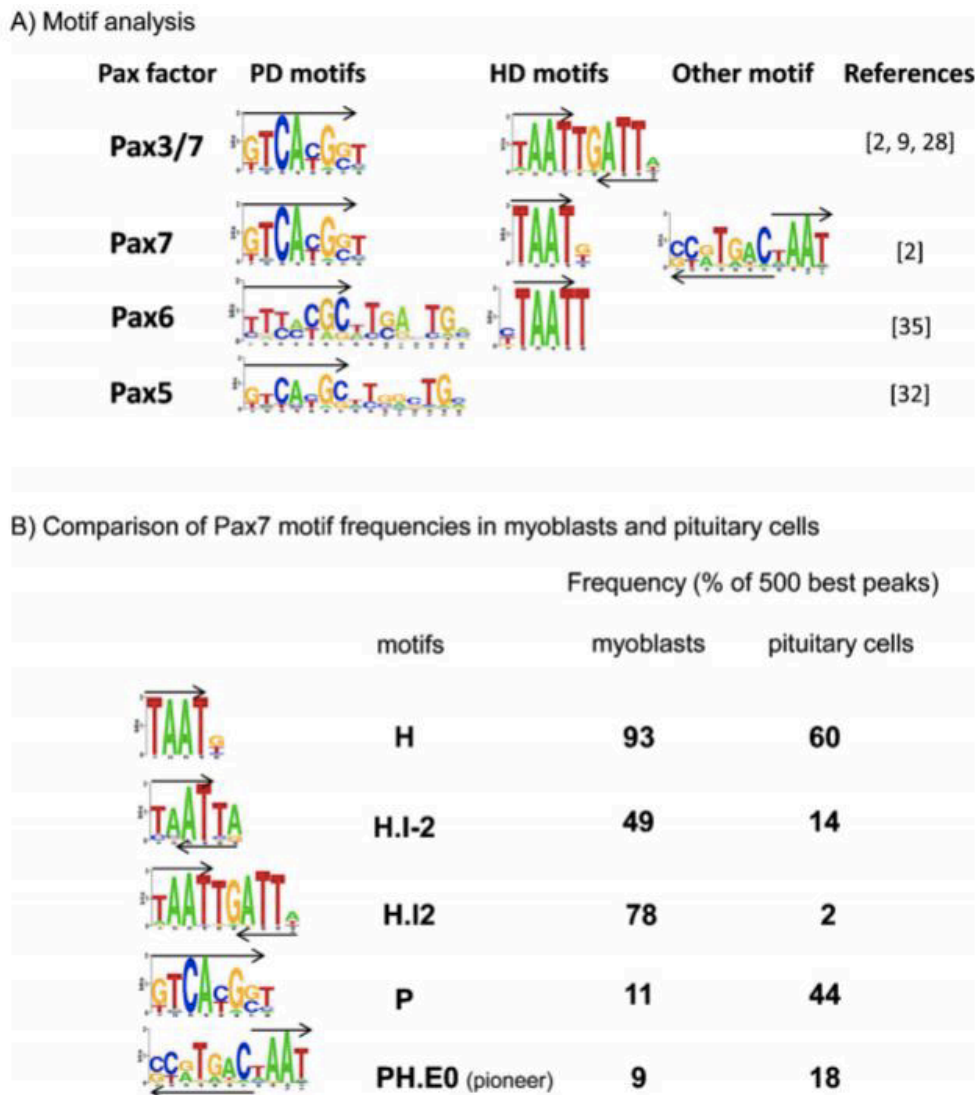 A) Motif analysis
Pax factor PD motifs HD motifs Other motif References
Pax3/7 [2, 9, 28]
Pax7 [2]
Pax6 [35]
Pax5 [32]
B) Comparison of Pax7 motif frequencies in myoblasts and pituitary cells
Frequency (% of 500 best peaks)
motifs myoblasts pituitary cells
H 93 60
H.I-2 49 14
H.I2 78 2
P 11 44
PH.E0 (pioneer) 9 18